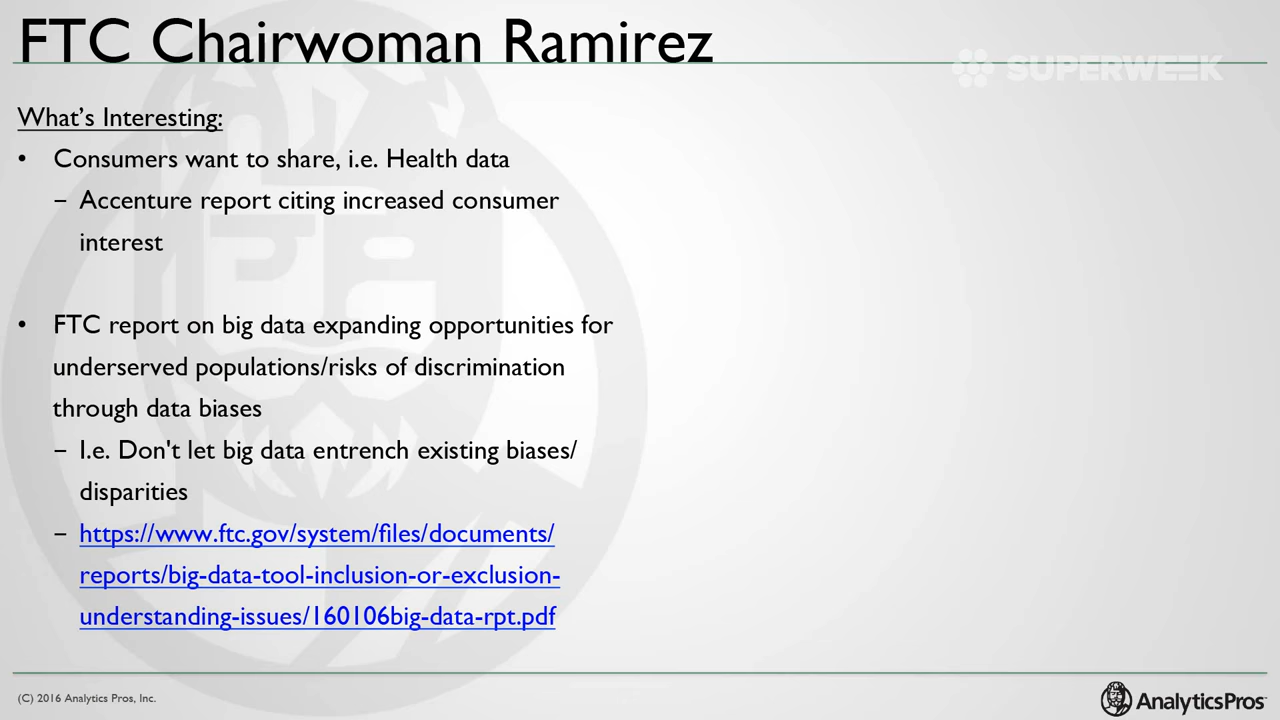 FTC Chairwoman Ramirez
SUPERWEEK
What’s Interesting:
• Consumers want to share, i.e. Health data
– Accenture report citing increased consumer
interest
• FTC report on big data expanding opportunities for
underserved populations/risks of discrimination
through data biases
– I.e. Don't let big data entrench existing biases/
disparities
– https://www.ftc.gov/system/files/documents/
reports/big-data-tool-inclusion-or-exclusion-
understanding-issues/160106big-data-rpt.pdf
(C) 2016 Analytics Pros, Inc.
AnalyticsPros